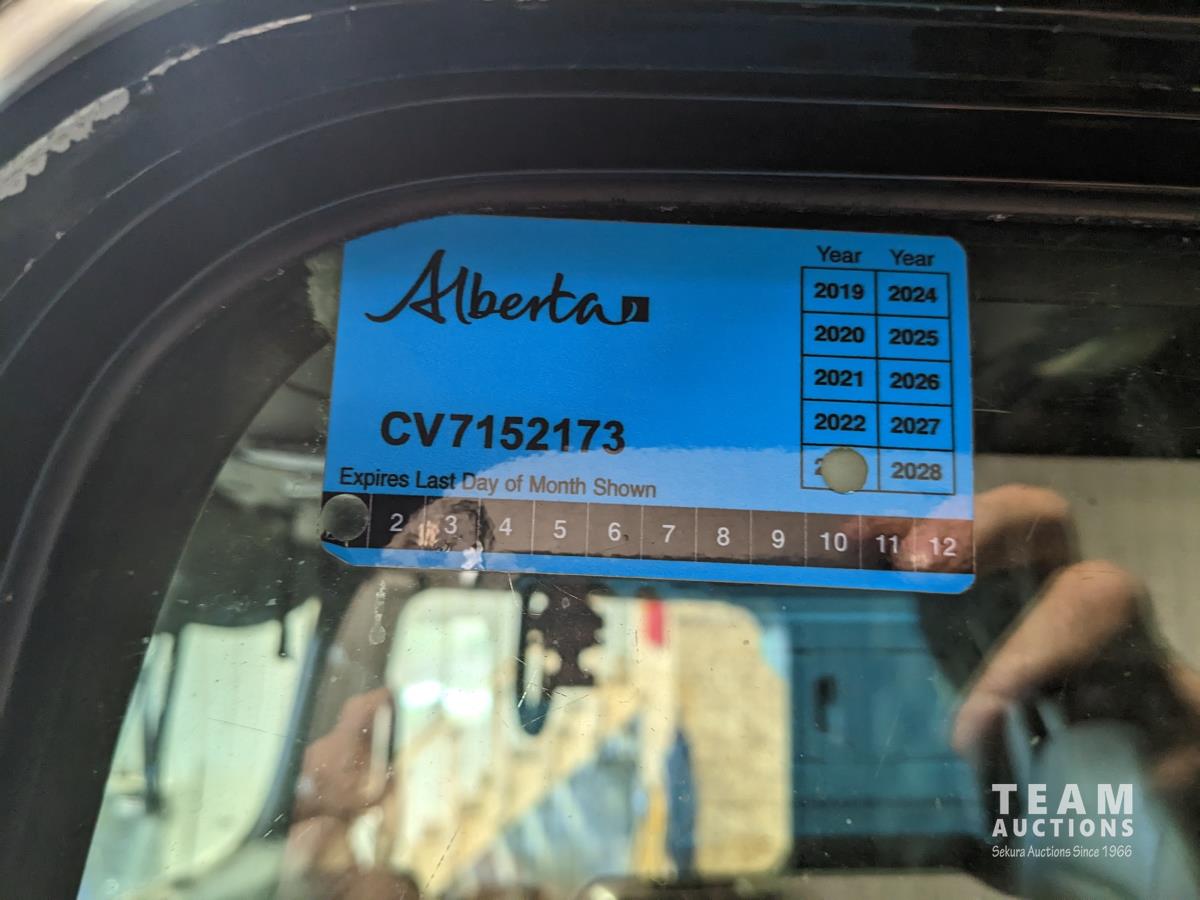 Alberta
CV7152173
Expires Last Day of Month Shown
2 3 4 5 6 7 8 9 10 11 12
Year Year
2019 2024
2020 2025
2021 2026
2022 2027
2028
TEAM
AUCTIONS
Sekura Auctions Since 1966